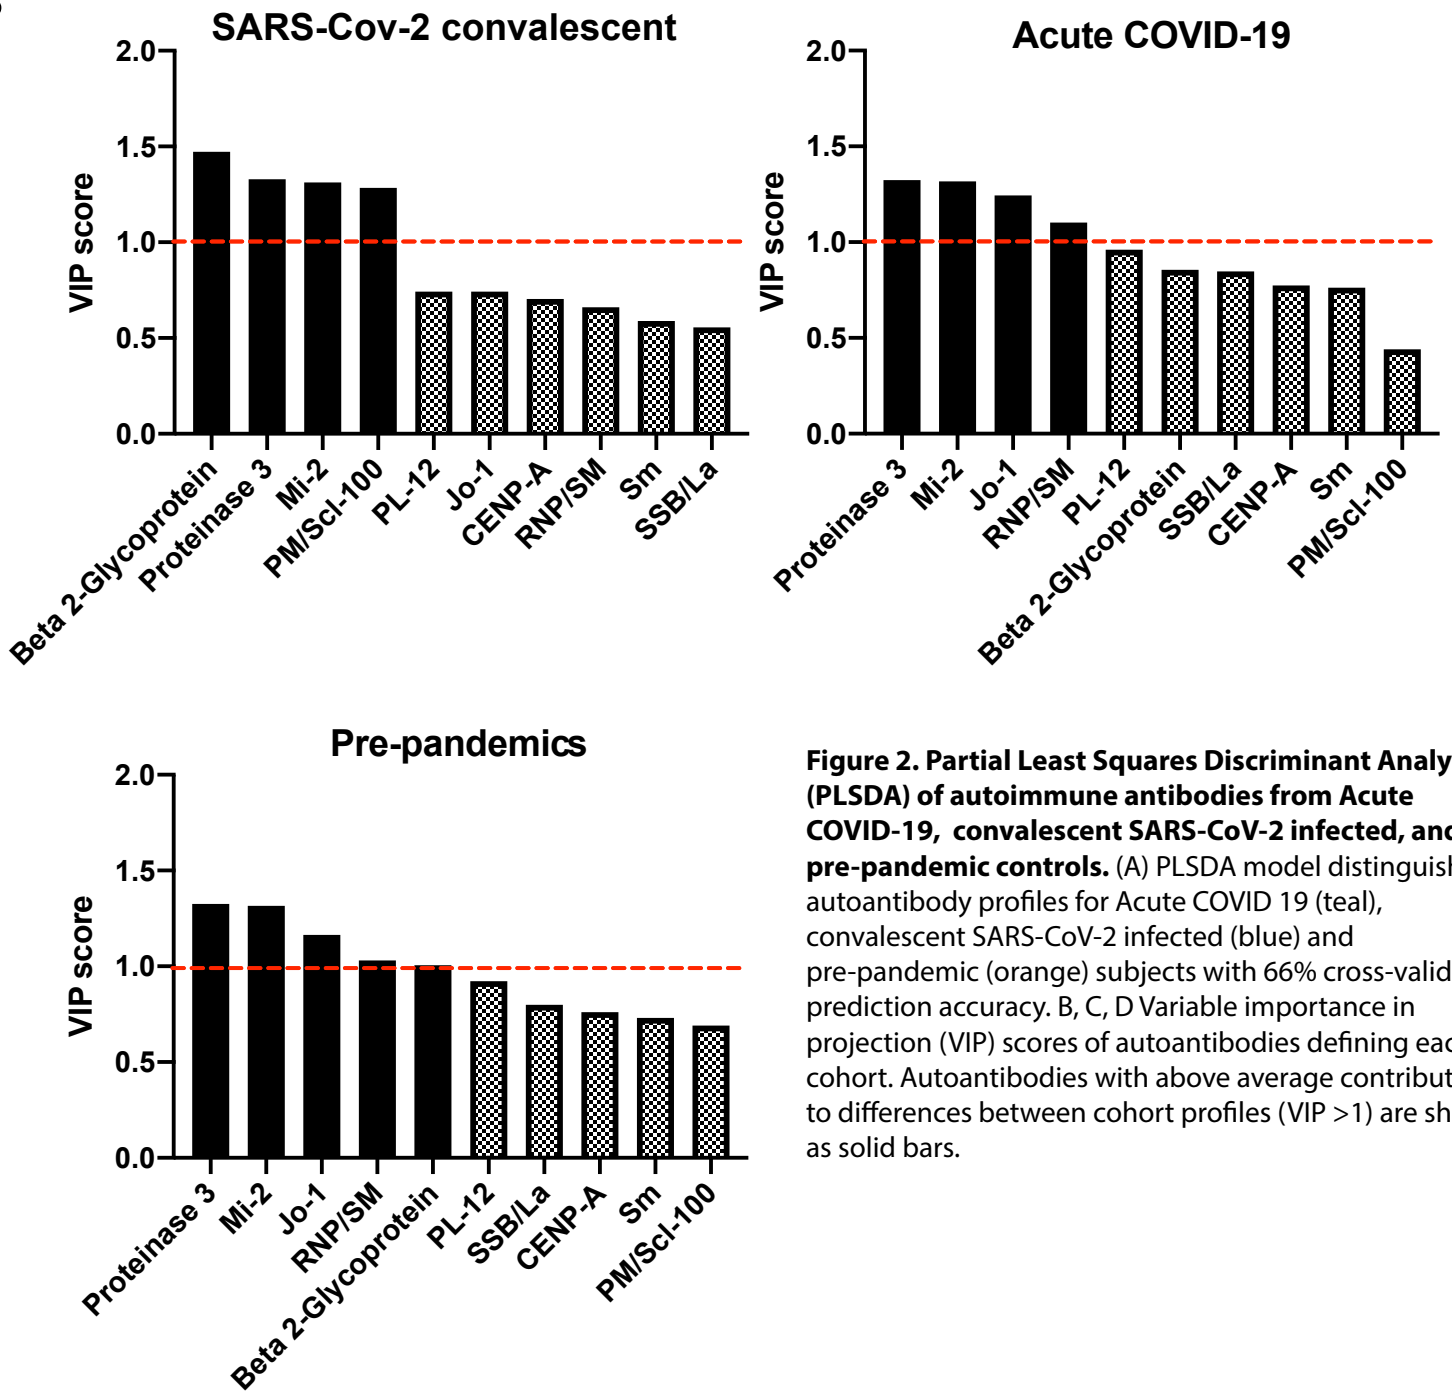 SARS-Cov-2 convalescent
VIP score
2.0
1.5
1.0
0.5
0.0
Beta 2-Glycoprotein
Proteinase 3
Mi-2
PM/Scl-100
PL-12
Jo-1
CENP-A
RNP/SM
Sm
SSB/La
Acute COVID-19
VIP score
2.0
1.5
1.0
0.5
0.0
Proteinase 3
Mi-2
Jo-1
RNP/SM
PL-12
Beta 2-Glycoprotein
SSB/La
CENP-A
Sm
PM/Scl-100
Pre-pandemics
VIP score
2.0
1.5
1.0
0.5
0.0
Proteinase 3
Mi-2
Jo-1
RNP/SM
Beta 2-Glycoprotein
PL-12
SSB/La
CENP-A
Sm
PM/Scl-100
Figure 2. Partial Least Squares Discriminant Analy
(PLSDA) of autoimmune antibodies from Acute
COVID-19, convalescent SARS-CoV-2 infected, and
pre-pandemic controls. (A) PLSDA model distinguish
autoantibody profiles for Acute COVID 19 (teal),
convalescent SARS-CoV-2 infected (blue) and
pre-pandemic (orange) subjects with 66% cross-valid
prediction accuracy. B, C, D Variable importance in
projection (VIP) scores of autoantibodies defining eac
cohort. Autoantibodies with above average contribut
to differences between cohort profiles (VIP >1) are sh
as solid bars.